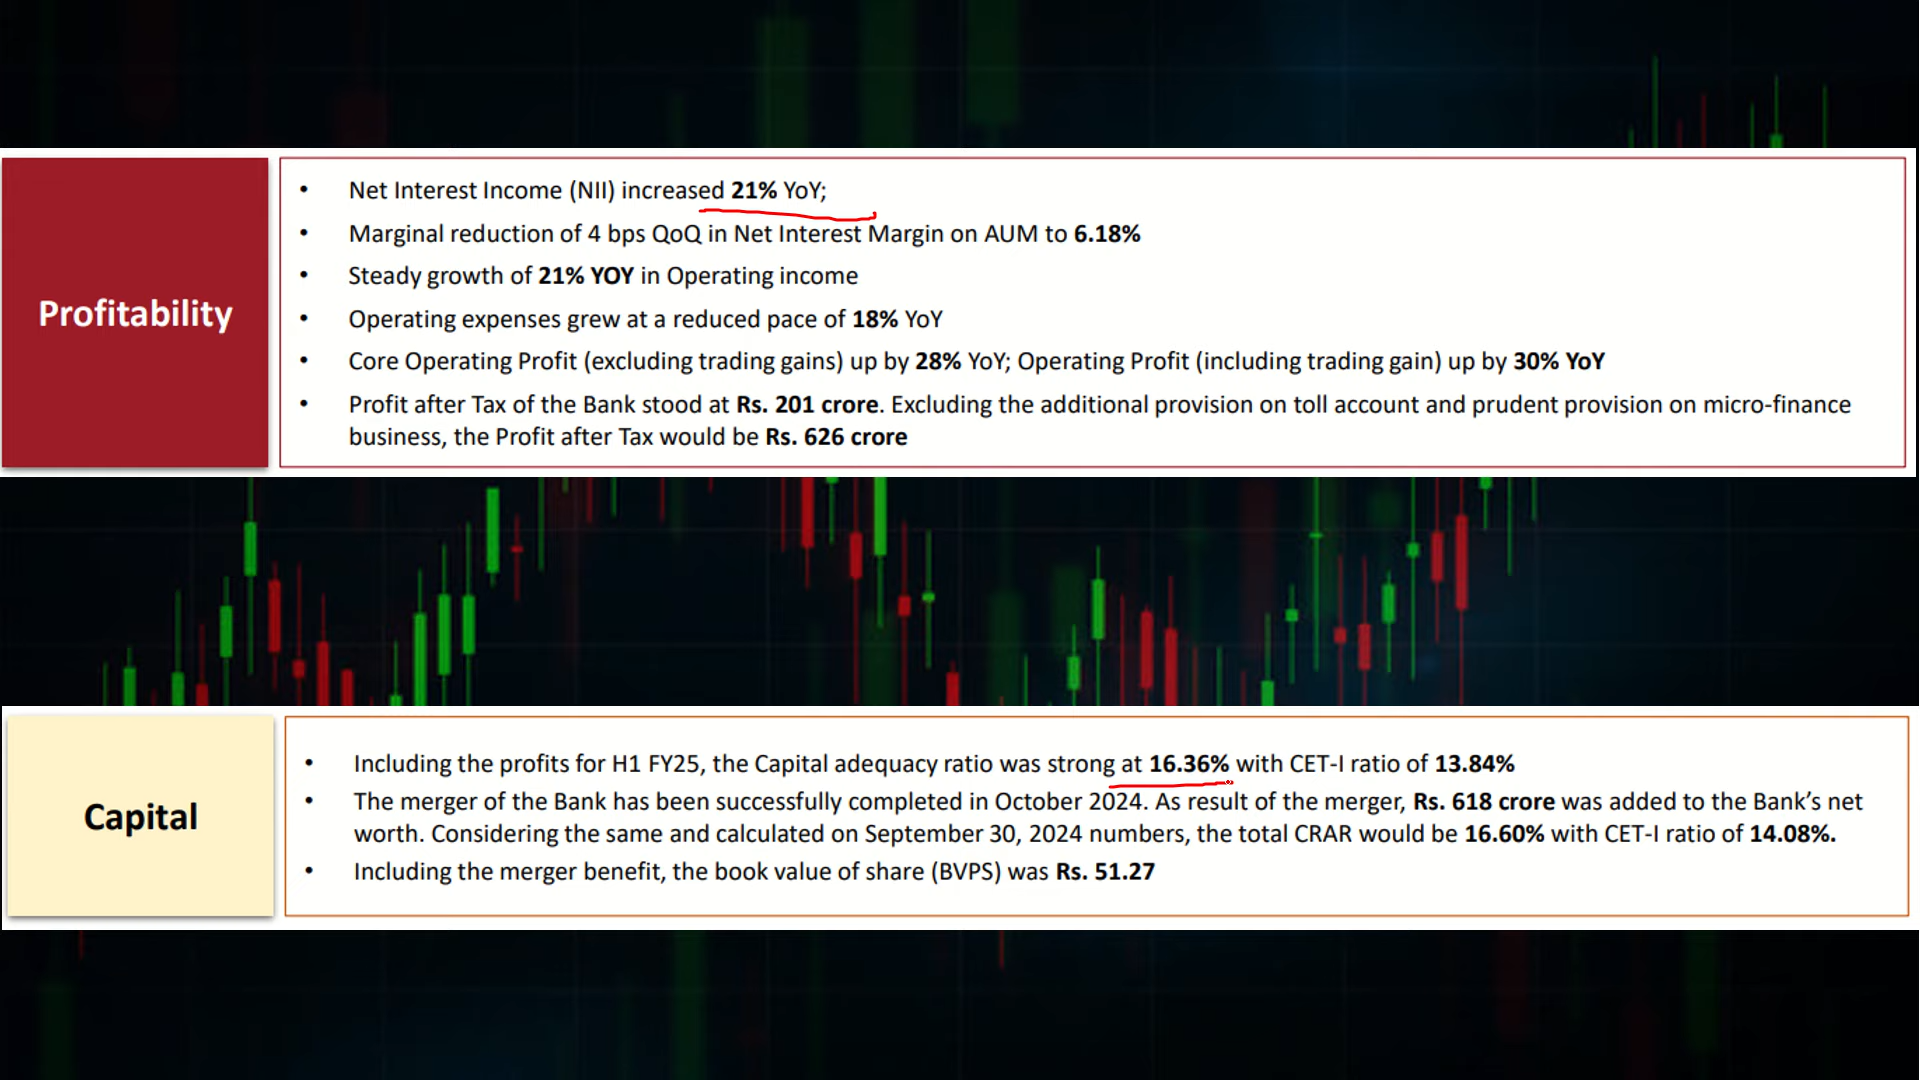 Profitability
• Net Interest Income (NII) increased 21% YoY;
• Marginal reduction of 4 bps QoQ in Net Interest Margin on AUM to 6.18%
• Steady growth of 21% YOY in Operating income
• Operating expenses grew at a reduced pace of 18% YoY
• Core Operating Profit (excluding trading gains) up by 28% YoY; Operating Profit (including trading gain) up by 30% YoY
• Profit after Tax of the Bank stood at Rs. 201 crore. Excluding the additional provision on toll account and prudent provision on micro-finance
business, the Profit after Tax would be Rs. 626 crore
Capital
• Including the profits for H1 FY25, the Capital adequacy ratio was strong at 16.36% with CET-I ratio of 13.84%
• The merger of the Bank has been successfully completed in October 2024. As result of the merger, Rs. 618 crore was added to the Bank's net
worth. Considering the same and calculated on September 30, 2024 numbers, the total CRAR would be 16.60% with CET-I ratio of 14.08%.
• Including the merger benefit, the book value of share (BVPS) was Rs. 51.27